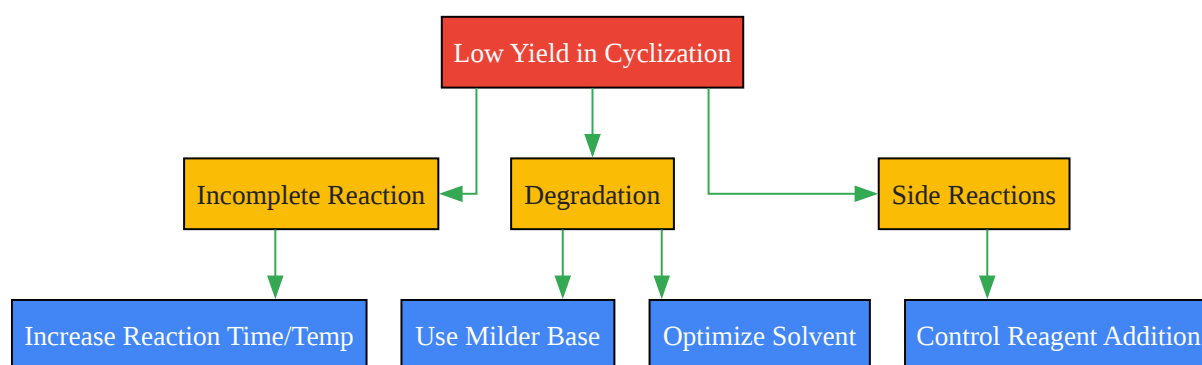 Low Yield in Cyclization
Incomplete Reaction
Degradation
Side Reactions
Increase Reaction Time/Temp
Use Milder Base
Optimize Solvent
Control Reagent Addition